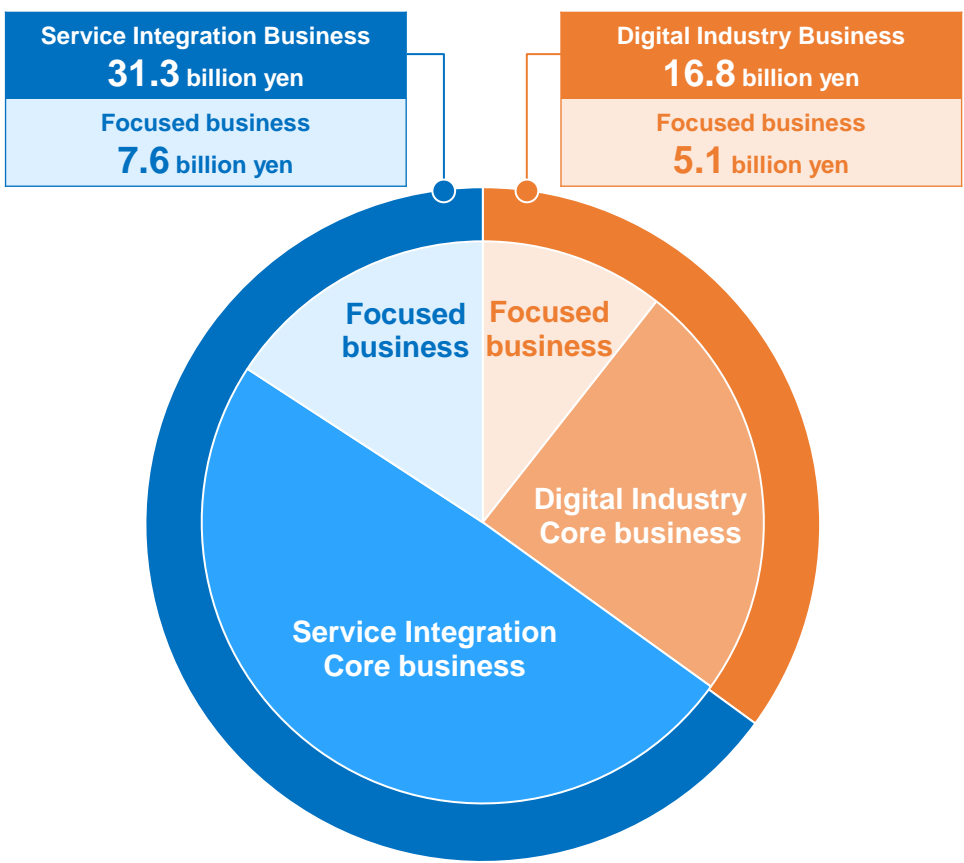 Service Integration Business
31.3 billion yen
Focused business
7.6 billion yen
Digital Industry Business
16.8 billion yen
Focused business
5.1 billion yen
Focused
business
Focused
business
Digital Industry
Core business
Service Integration
Core business